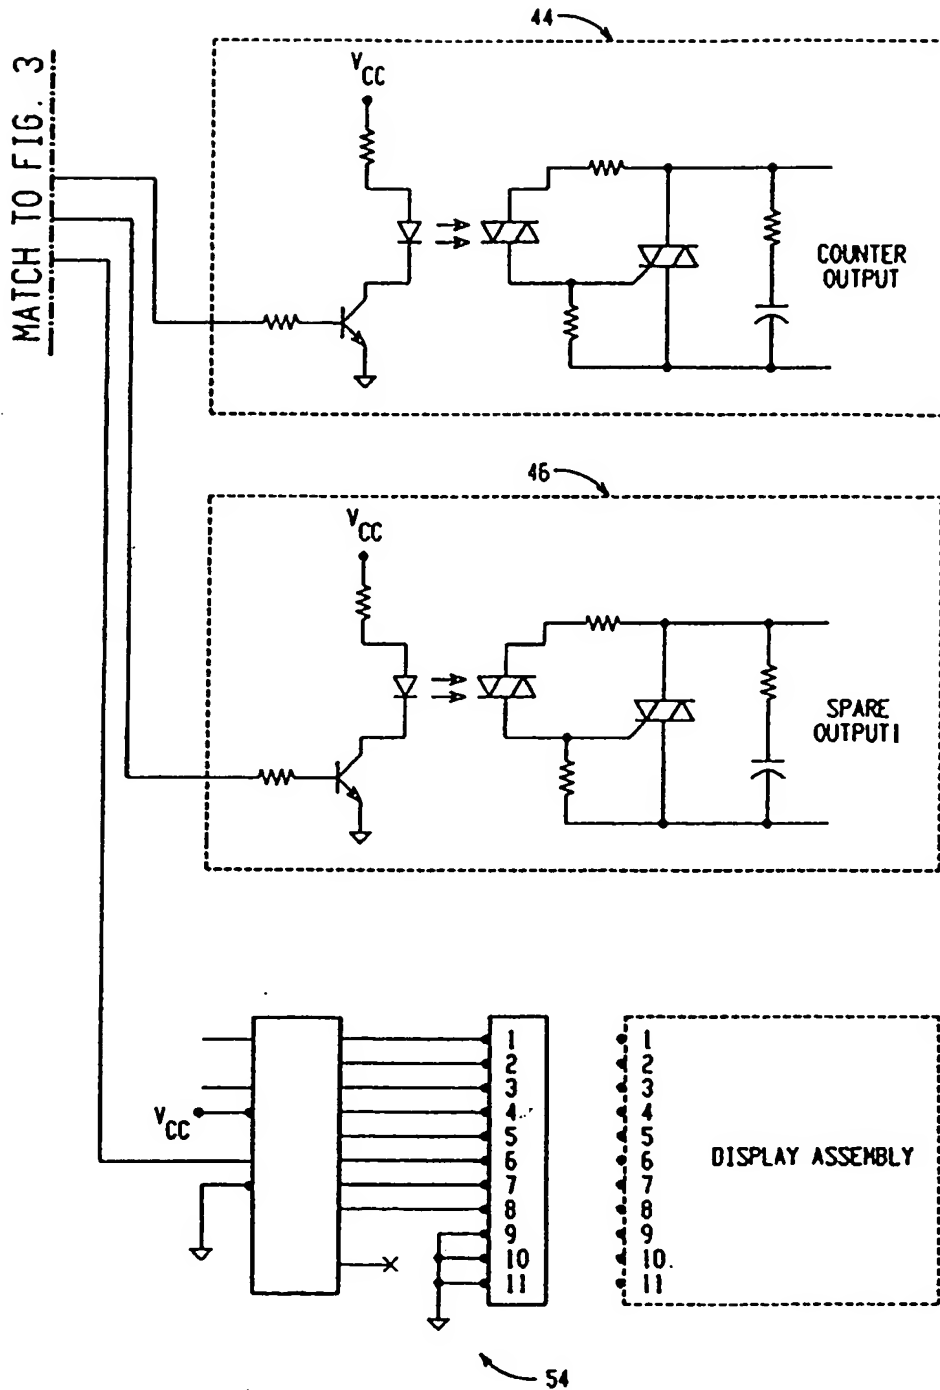 44
MATCH TO FIG. 3
VCC
COUNTER
OUTPUT
46
VCC
SPARE
OUTPUT1
VCC
1
2
3
4
5
6
7
8
9
10
11
1
2
3
4
5
6
7
8
9
10
11
DISPLAY ASSEMBLY
54